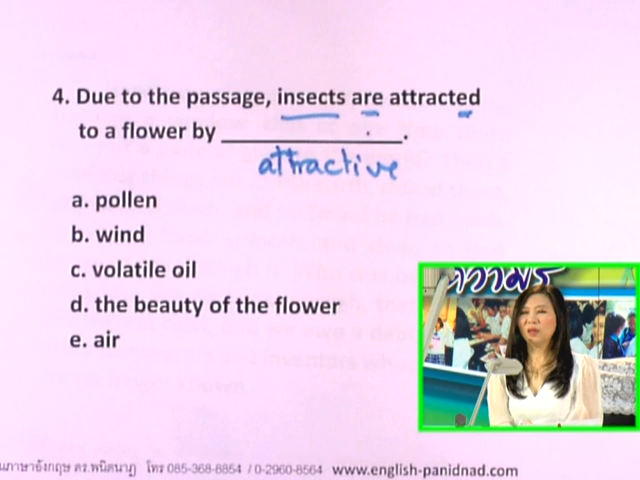 4. Due to the passage, insects are attracted
to a flower by ____________.
attractive
a. pollen
b. wind
c. volatile oil
d. the beauty of the flower
e. air
ภาษาอังกฤษ ดร.พนิตนาฏ โทร 085-368-8854 / 0-2960-8564 www.english-panidnad.com